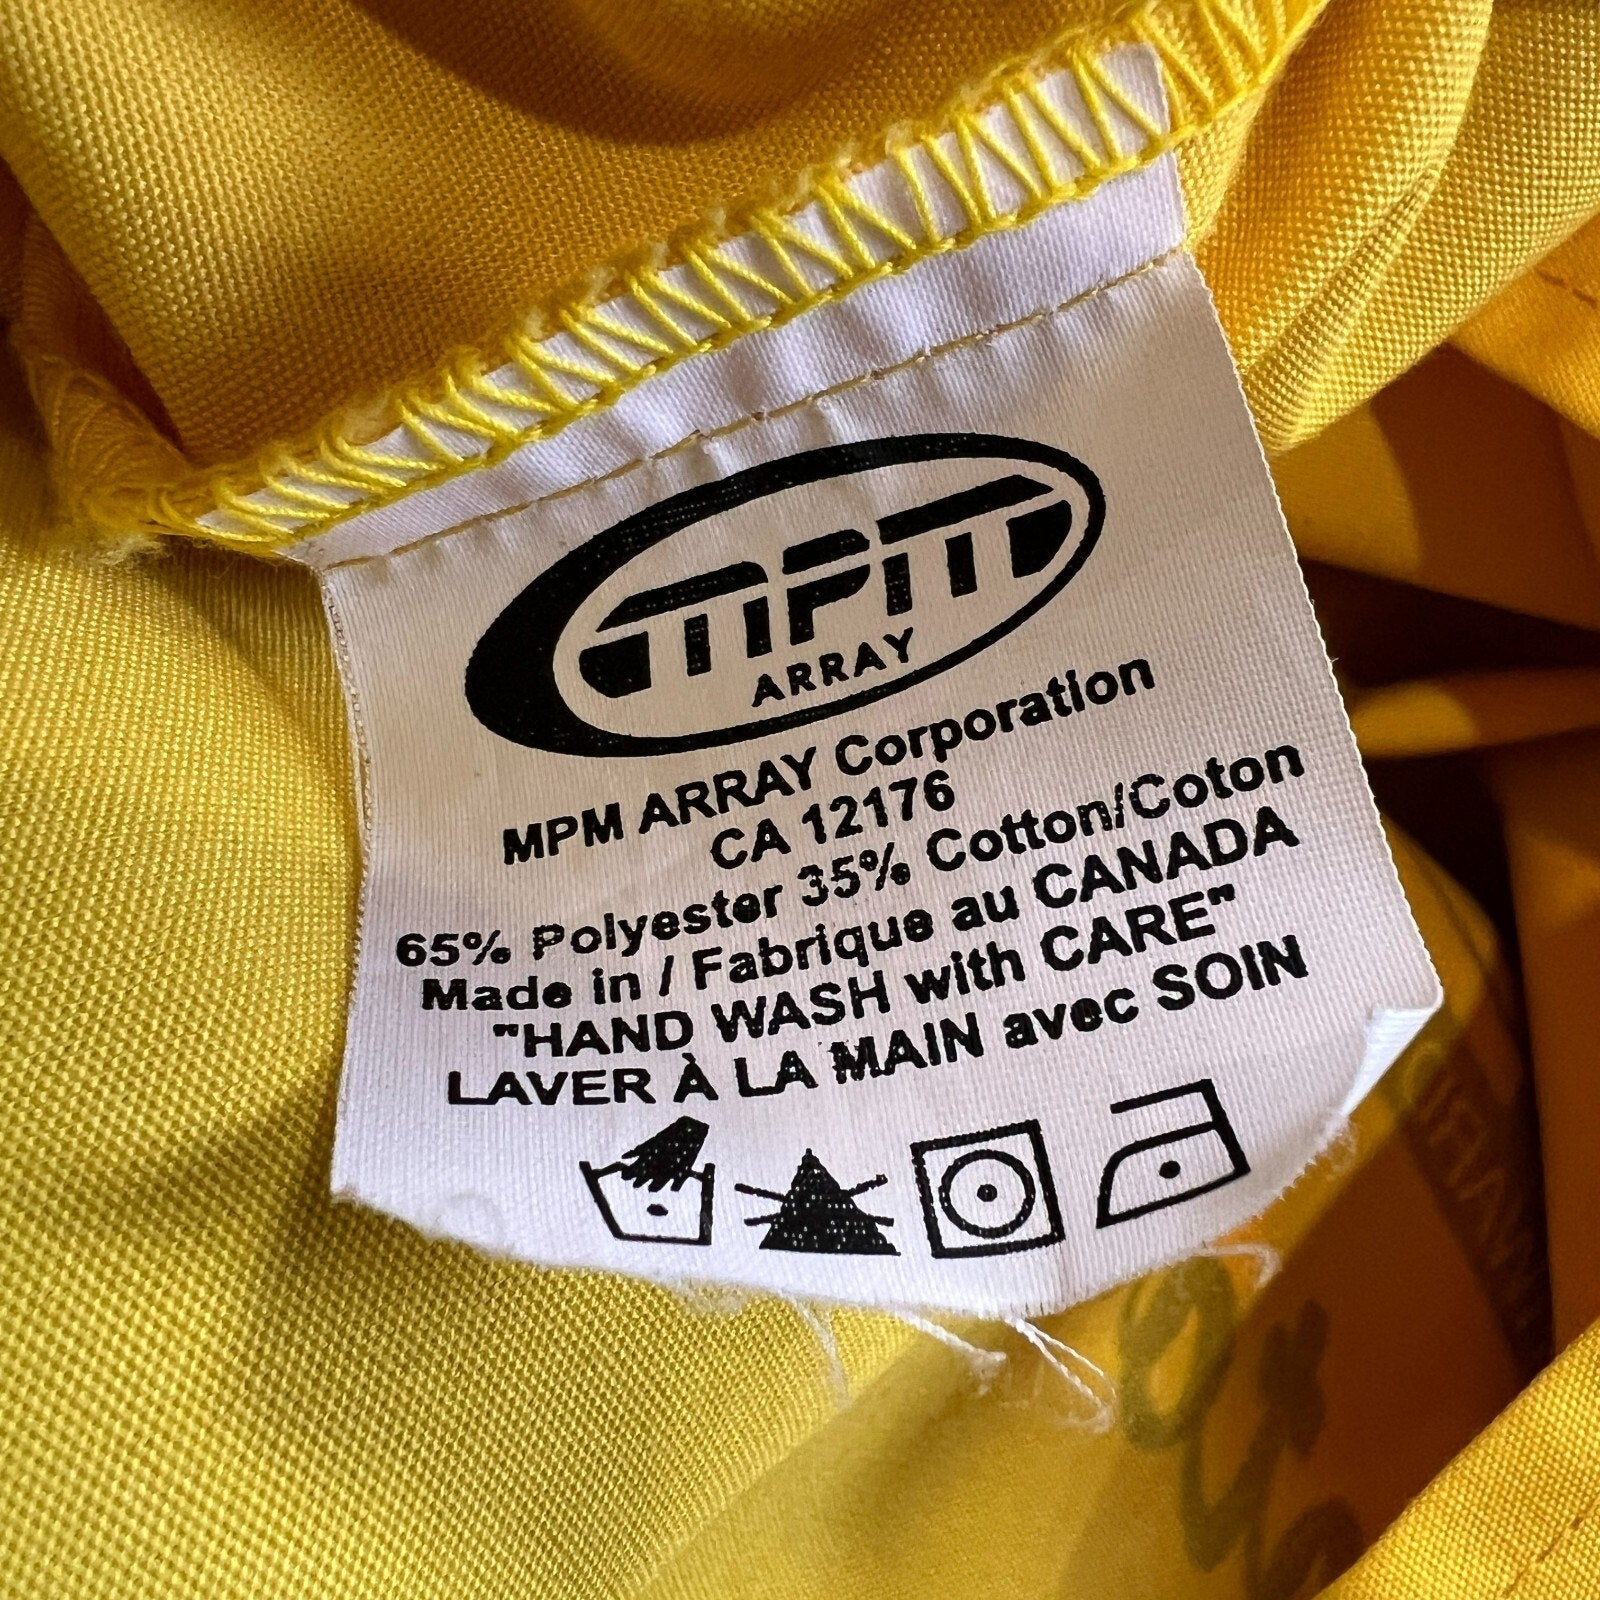 MPM
ARRAY
MPM ARRAY Corporation
CA 12176
65% Polyester 35% Cotton/Coton
Made in / Fabrique au CANADA
"HAND WASH with CARE"
LAVER À LA MAIN avec SOIN